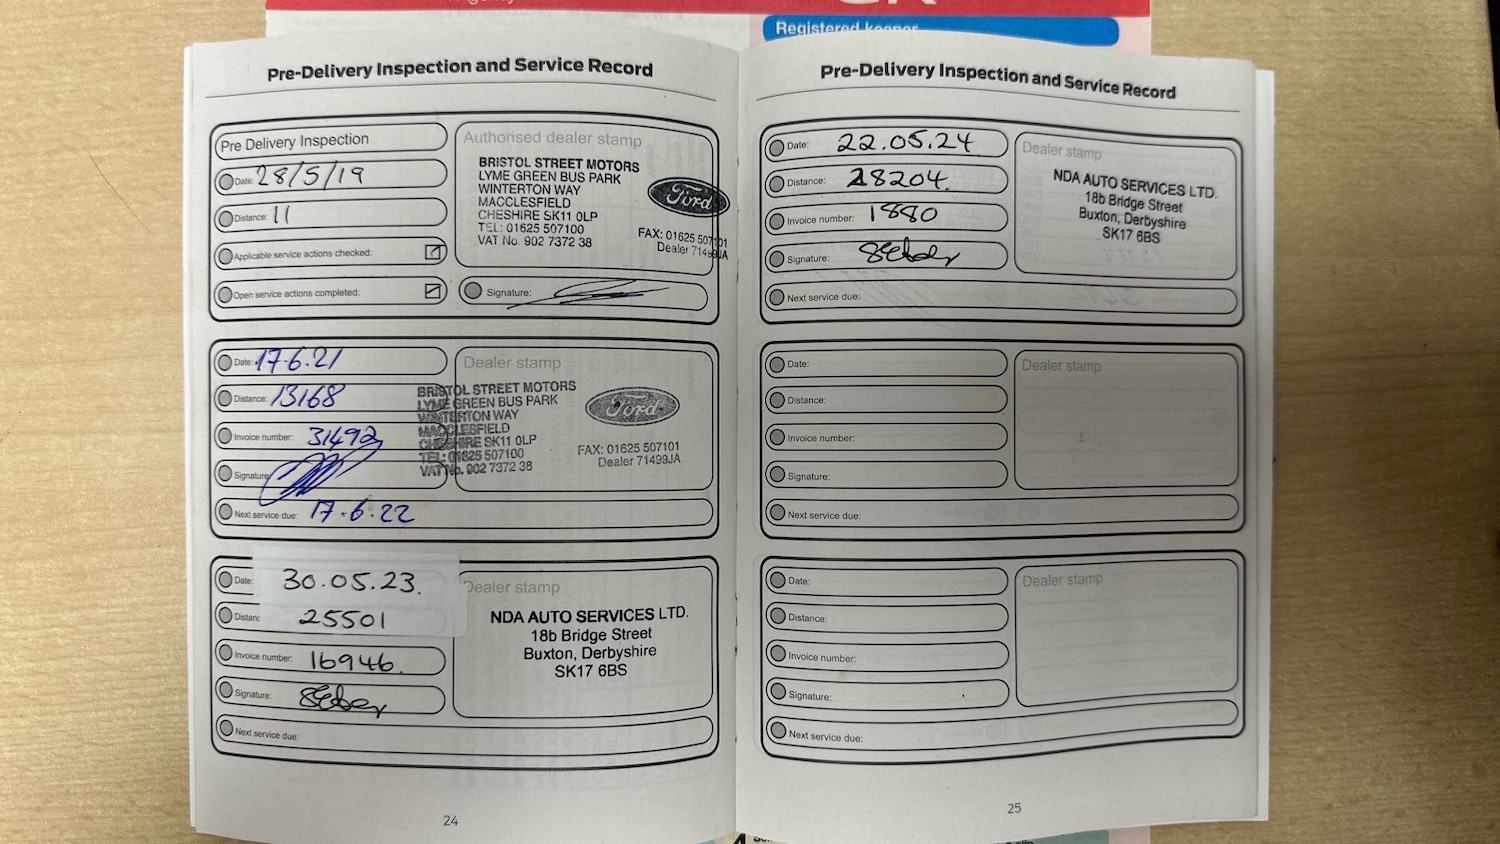 Registered keeper
Pre-Delivery Inspection and Service Record
Pre Delivery Inspection
Date: 28/5/19
Distance: 11
Applicable service actions checked:
Open service actions completed:
Authorised dealer stamp
BRISTOL STREET MOTORS
LYME GREEN BUS PARK
WINTERTON WAY
MACCLESFIELD
CHESHIRE SK11 0LP
TEL: 01625 507100
VAT No. 902 7372 38
Ford
FAX: 01625 507101
Dealer 71499JA
Signature:
Date: 17.6.21
Distance: 13168
Invoice number: 31492
Signature:
Next service due: 17.6.22
Dealer stamp
BRISTOL STREET MOTORS
LYME GREEN BUS PARK
WINTERTON WAY
MACCLESFIELD
CHESHIRE SK11 0LP
TEL: 01625 507100
VAT No. 902 7372 38
Ford
FAX: 01625 507101
Dealer 71499JA
Date: 30.05.23.
Distanc 25501
Invoice number: 16946.
Signature:
Next service due:
Dealer stamp
NDA AUTO SERVICES LTD.
18b Bridge Street
Buxton, Derbyshire
SK17 6BS
24
Pre-Delivery Inspection and Service Record
Date: 22.05.24
Distance: 28204.
Invoice number: 1880
Signature:
Next service due:
Dealer stamp
NDA AUTO SERVICES LTD.
18b Bridge Street
Buxton, Derbyshire
SK17 6BS
Date:
Distance:
Invoice number:
Signature:
Next service due:
Dealer stamp
Date:
Distance:
Invoice number:
Signature:
Next service due:
Dealer stamp
25